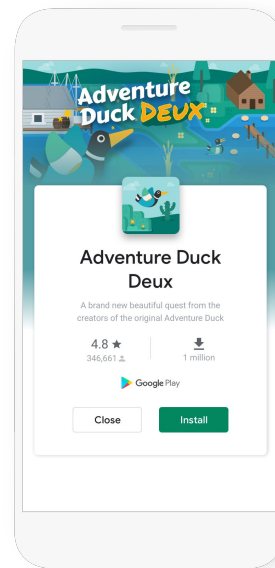 Adventure
Duck DEUX
Adventure Duck
Deux
A brand new beautiful quest from the
creators of the original Adventure Duck
4.8 ★
346,661
1 million
Google Play
Close
Install